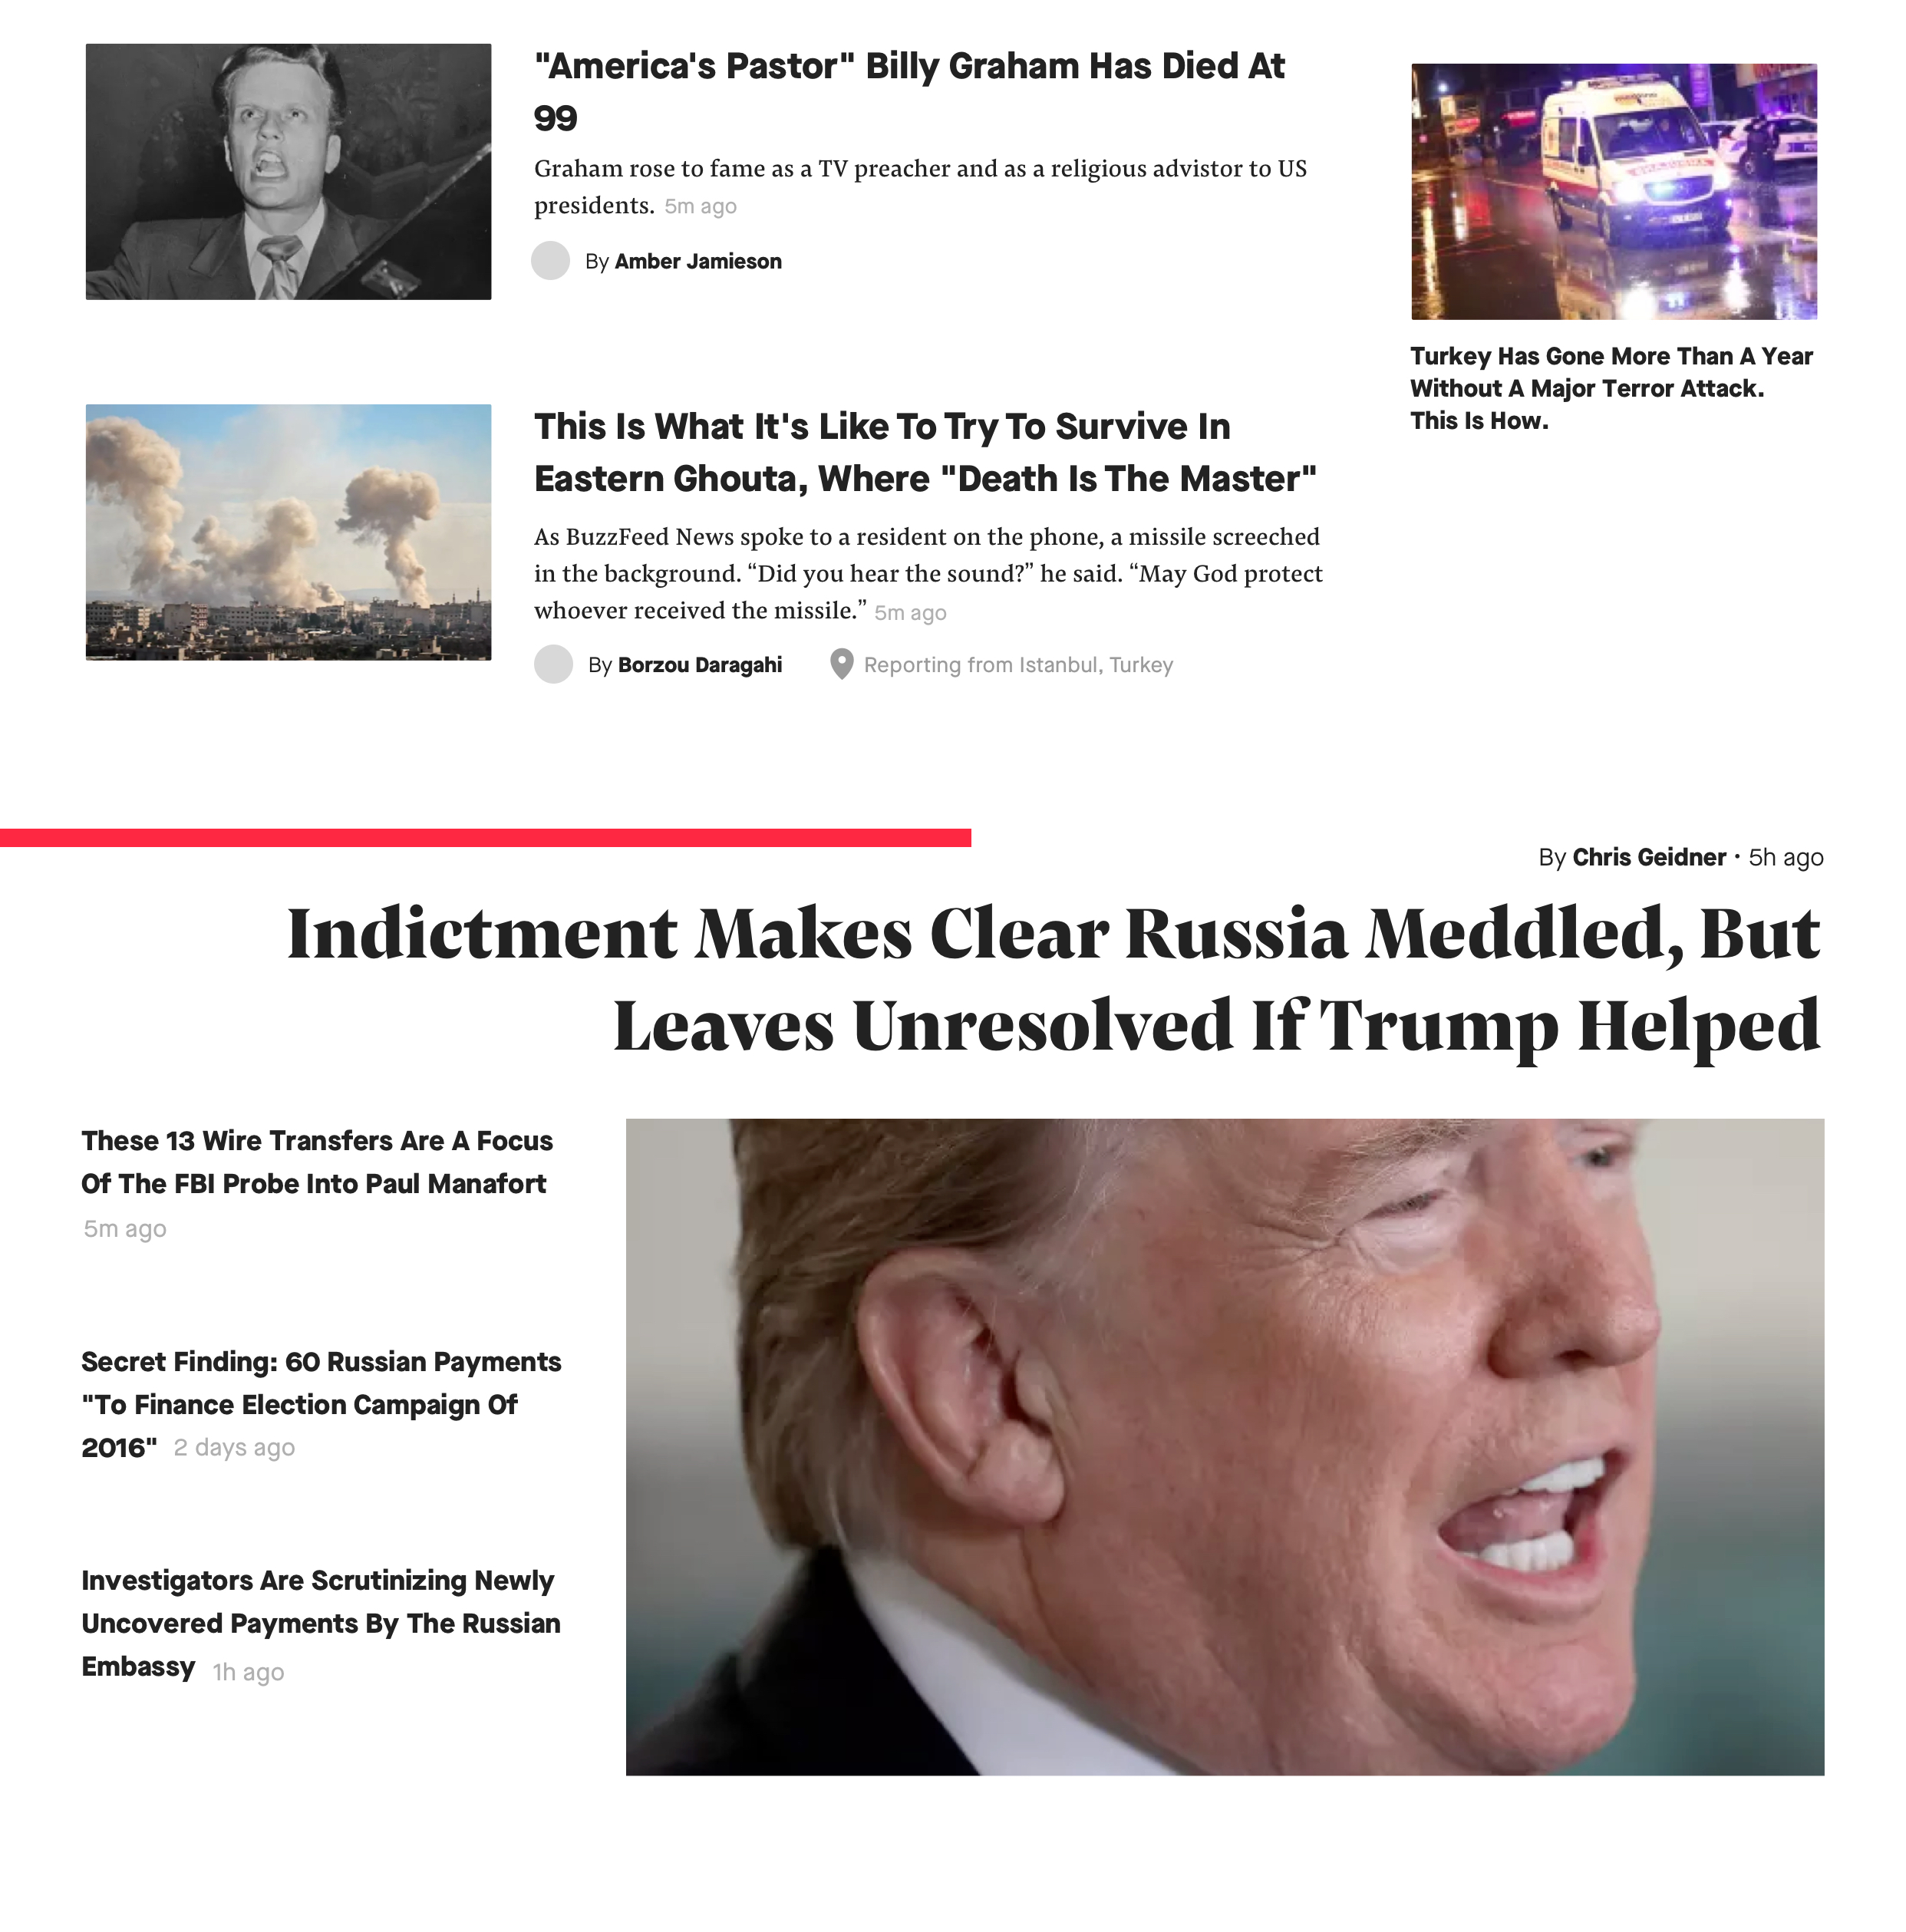 "America's Pastor" Billy Graham Has Died At
99
Graham rose to fame as a TV preacher and as a religious advistor to US
presidents. 5m ago
By Amber Jamieson
This Is What It's Like To Try To Survive In
Eastern Ghouta, Where "Death Is The Master"
As BuzzFeed News spoke to a resident on the phone, a missile screeched
in the background. “Did you hear the sound?” he said. “May God protect
whoever received the missile.” 5m ago
By Borzou Daragahi
Reporting from Istanbul, Turkey
Turkey Has Gone More Than A Year
Without A Major Terror Attack.
This Is How.
By Chris Geidner · 5h ago
Indictment Makes Clear Russia Meddled, But
Leaves Unresolved If Trump Helped
These 13 Wire Transfers Are A Focus
Of The FBI Probe Into Paul Manafort
5m ago
Secret Finding: 60 Russian Payments
"To Finance Election Campaign Of
2016" 2 days ago
Investigators Are Scrutinizing Newly
Uncovered Payments By The Russian
Embassy 1h ago